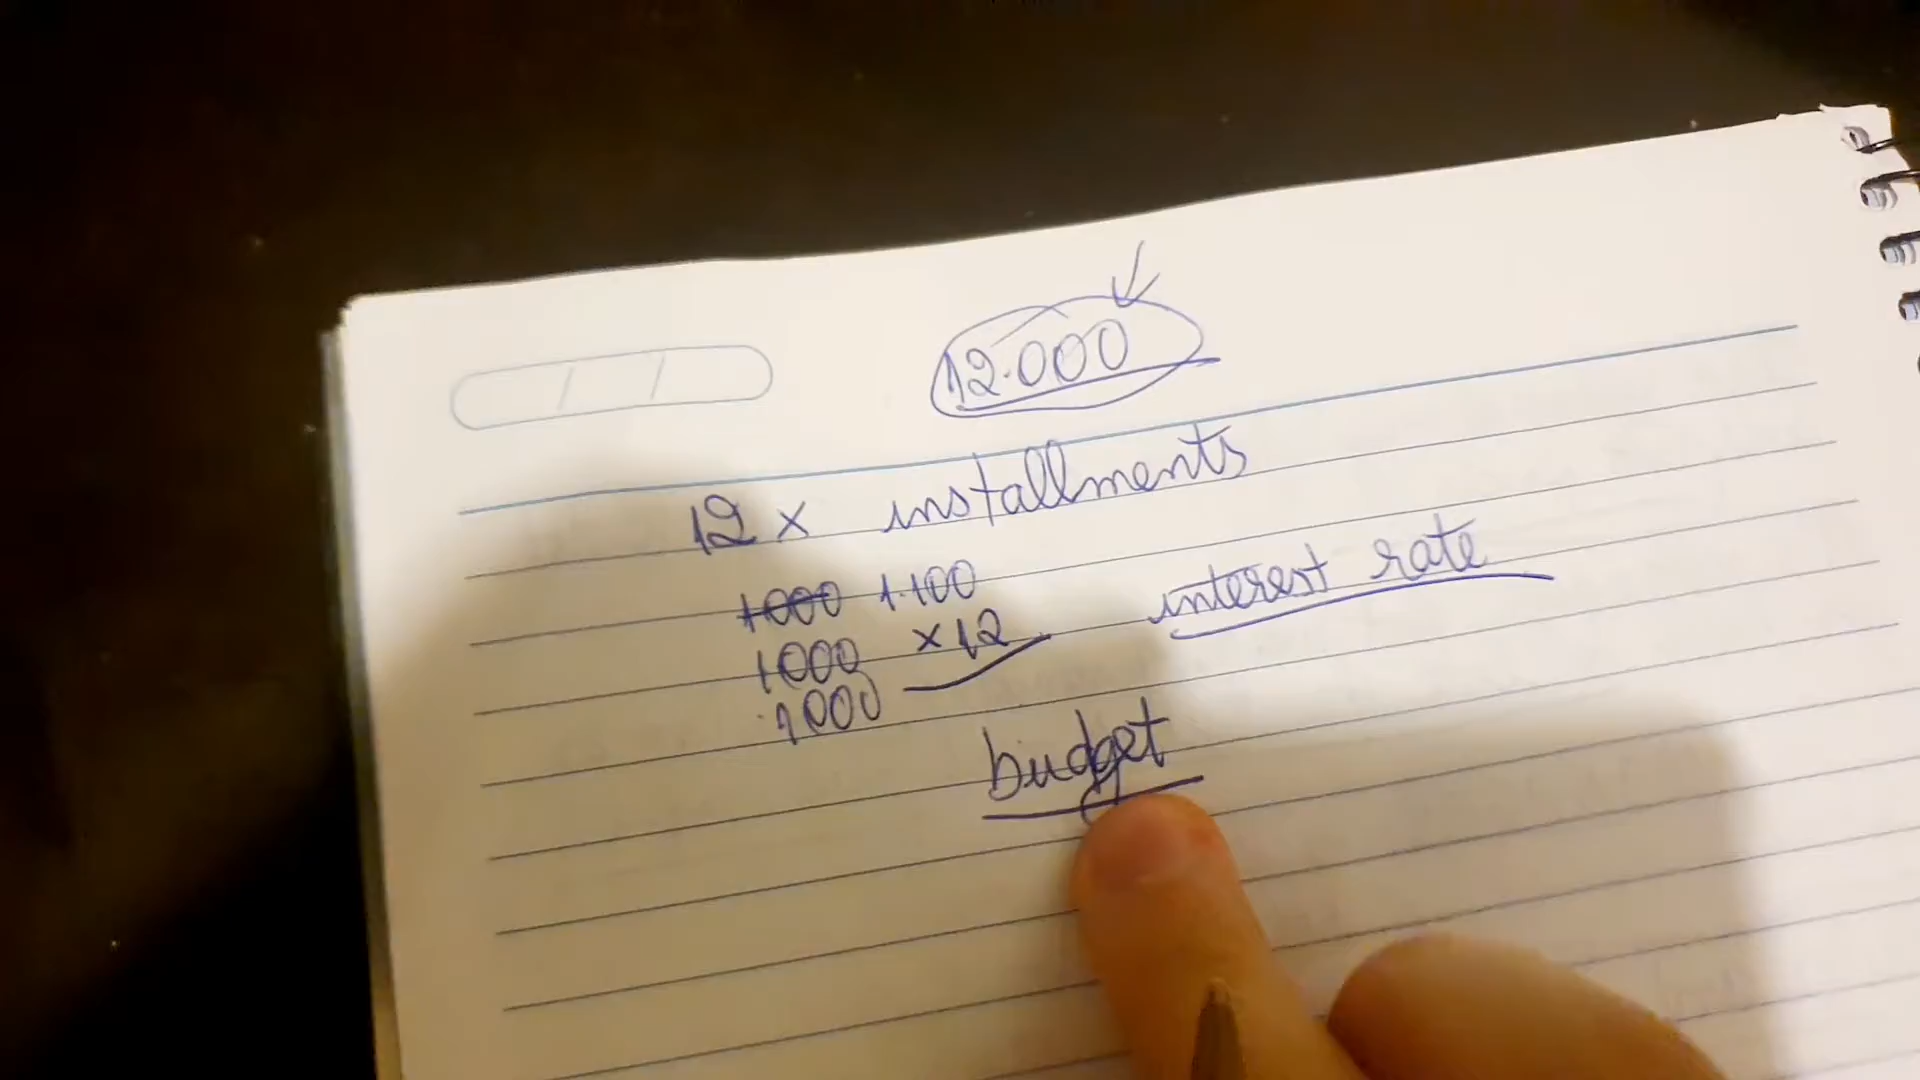 12.000
12 x installments
1000 1.100
1000 x 12 interest rate
1000
budget